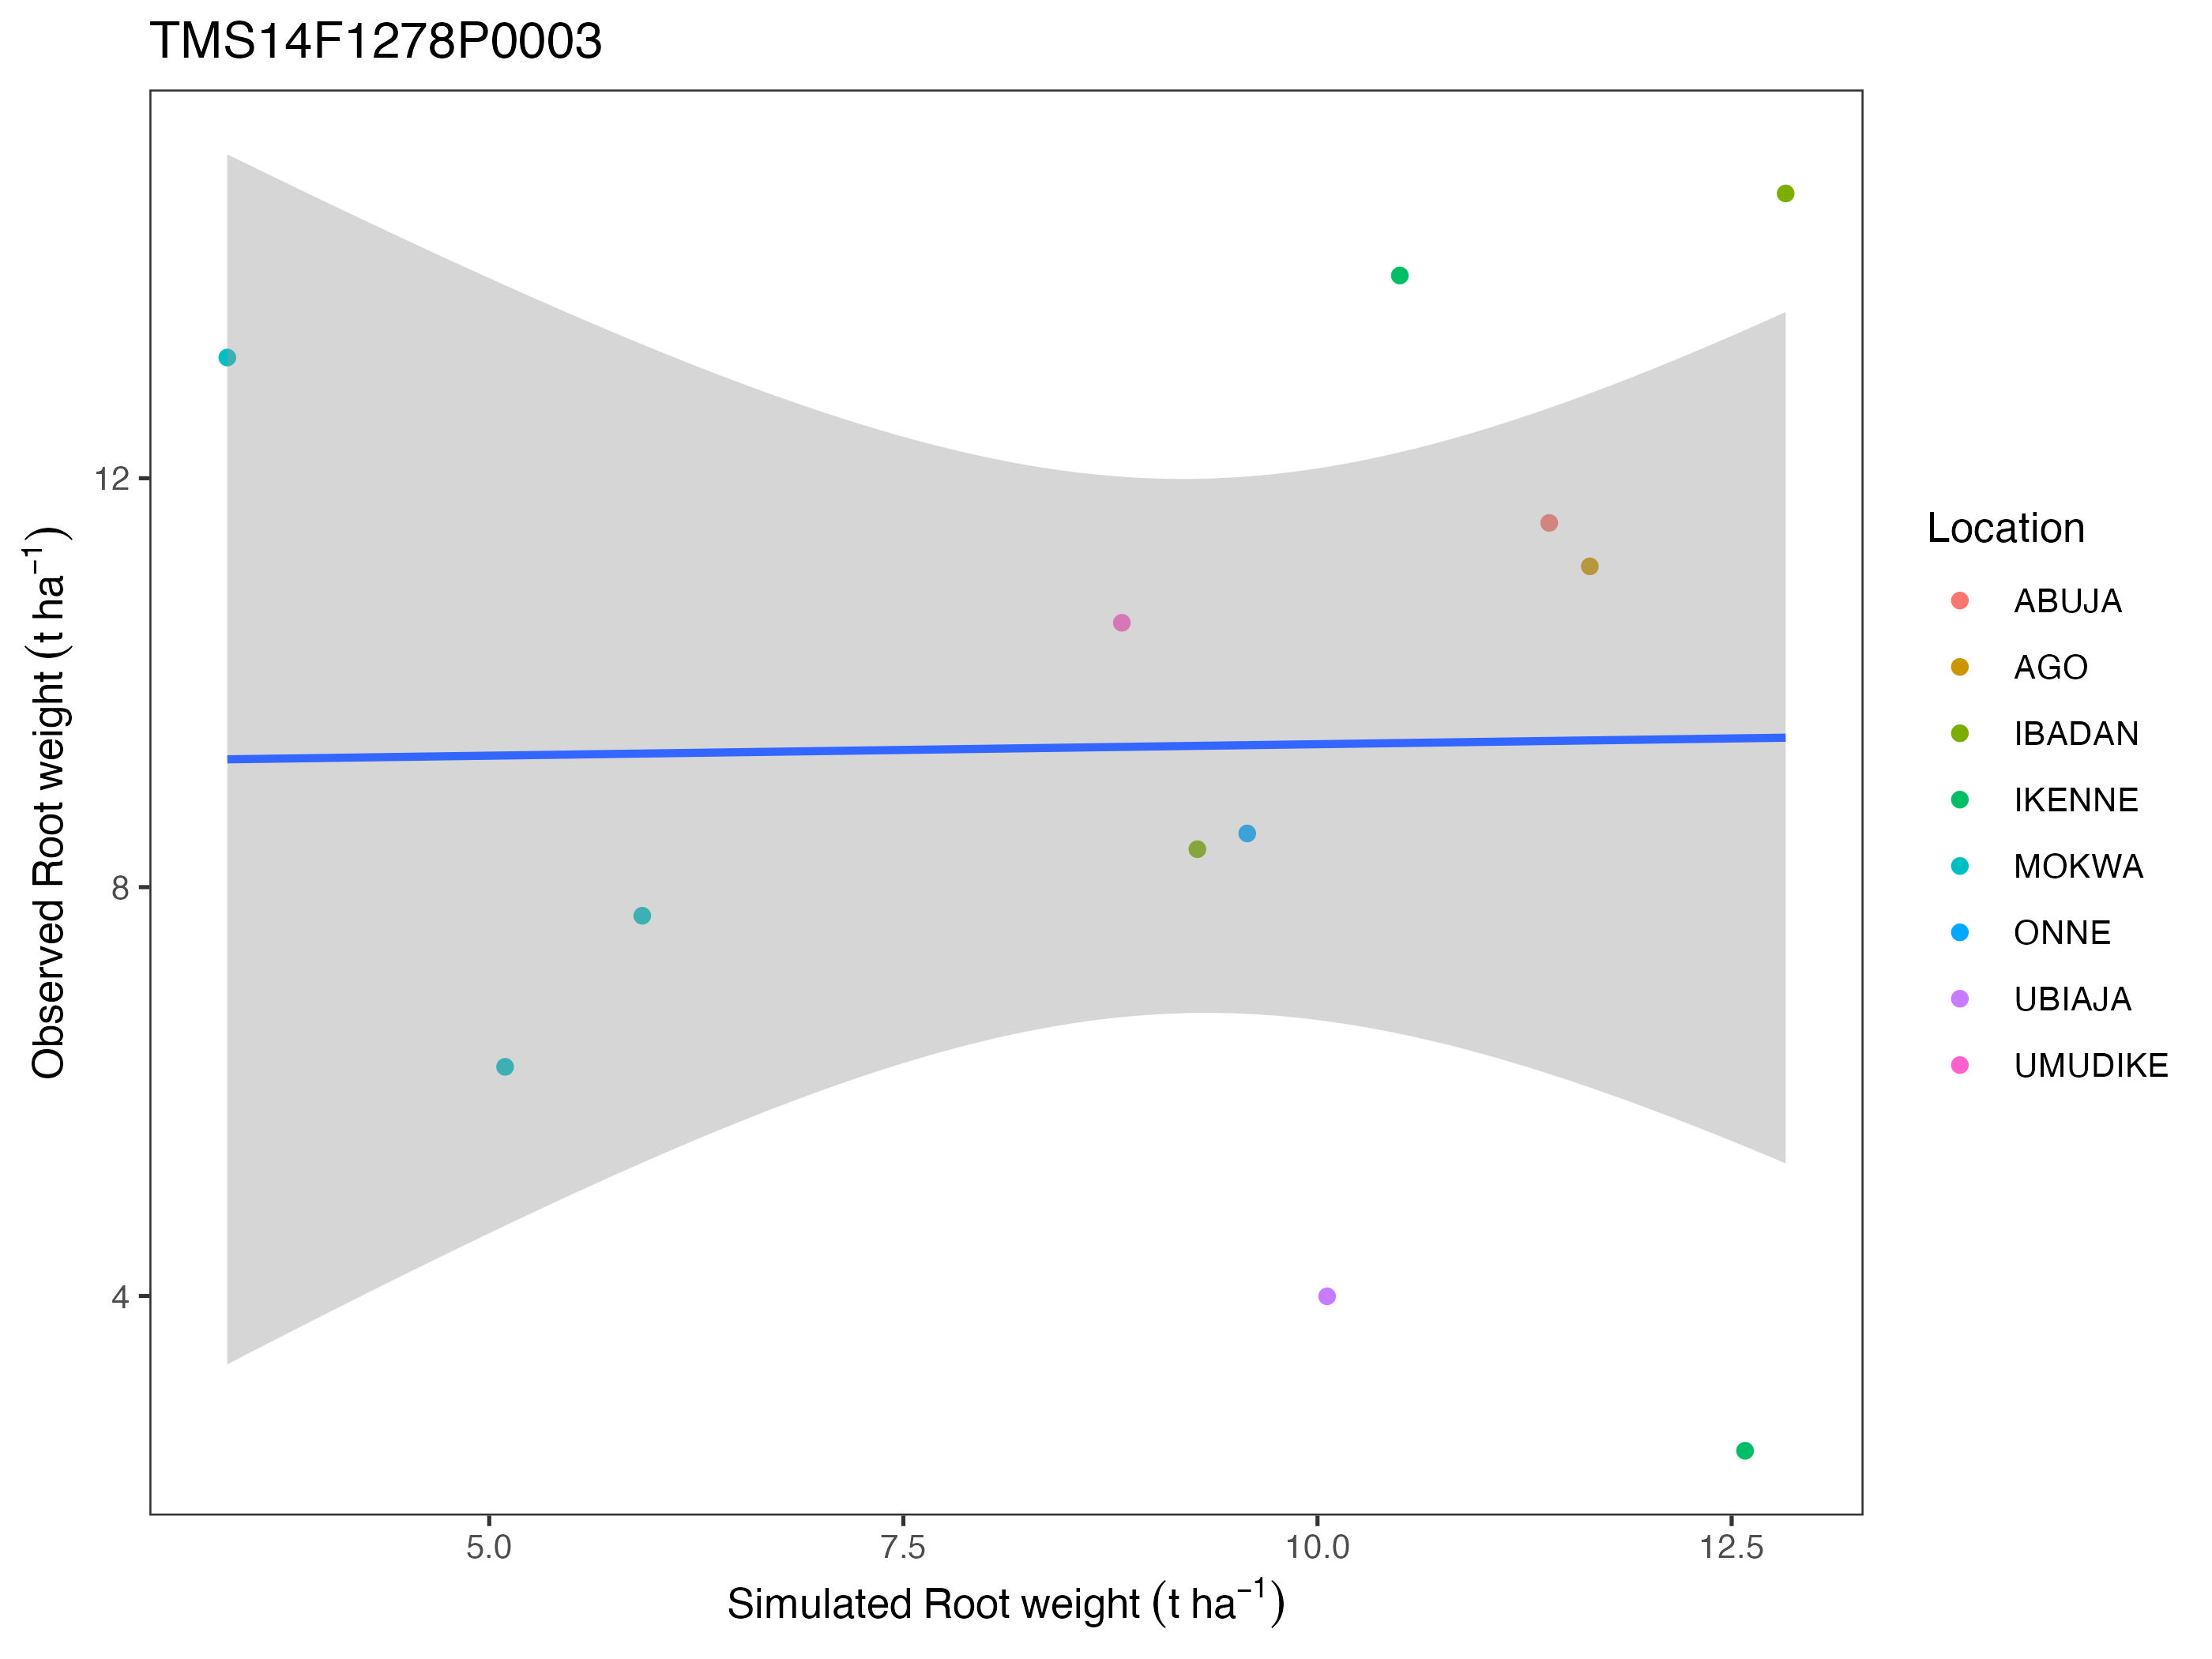 TMS14F1278P0003
Observed Root weight (t ha⁻¹)
12
8
4
5.0 7.5 10.0 12.5
Simulated Root weight (t ha⁻¹)
Location
ABUJA
AGO
IBADAN
IKENNE
MOKWA
ONNE
UBIAJA
UMUDIKE